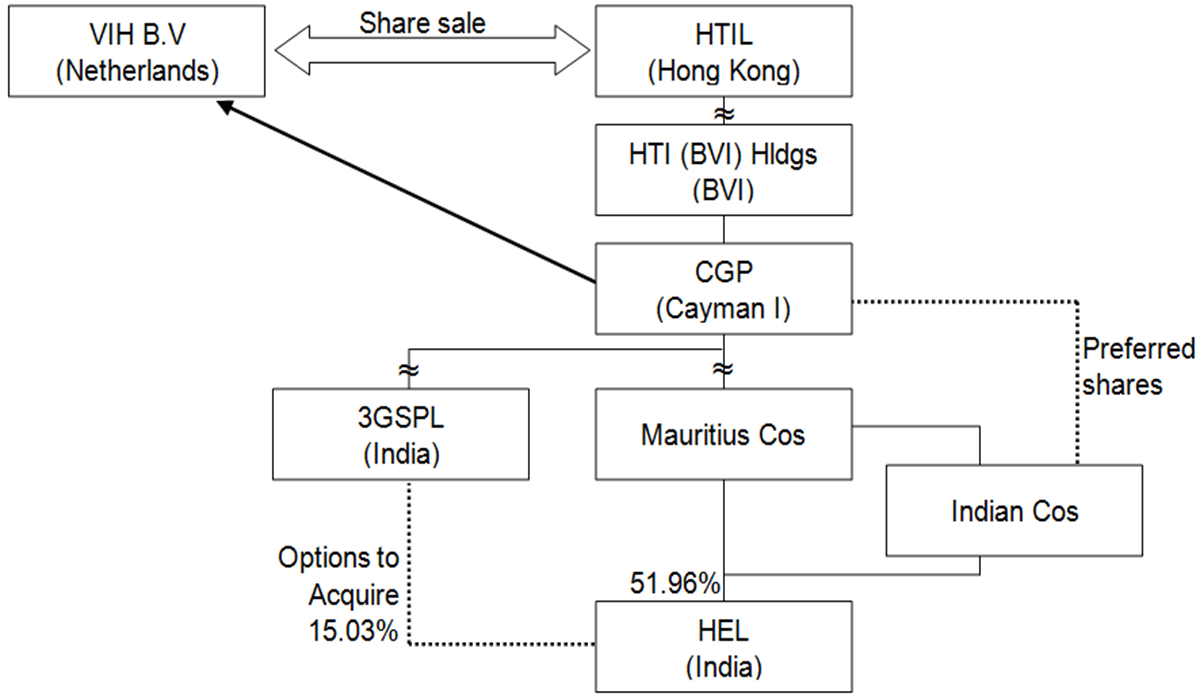 VIH B.V
(Netherlands)
Share sale
HTIL
(Hong Kong)
≈
HTI (BVI) Hldgs
(BVI)
CGP
(Cayman I)
Preferred
shares
≈
≈
3GSPL
(India)
Mauritius Cos
Indian Cos
Options to
Acquire
15.03%
51.96%
HEL
(India)